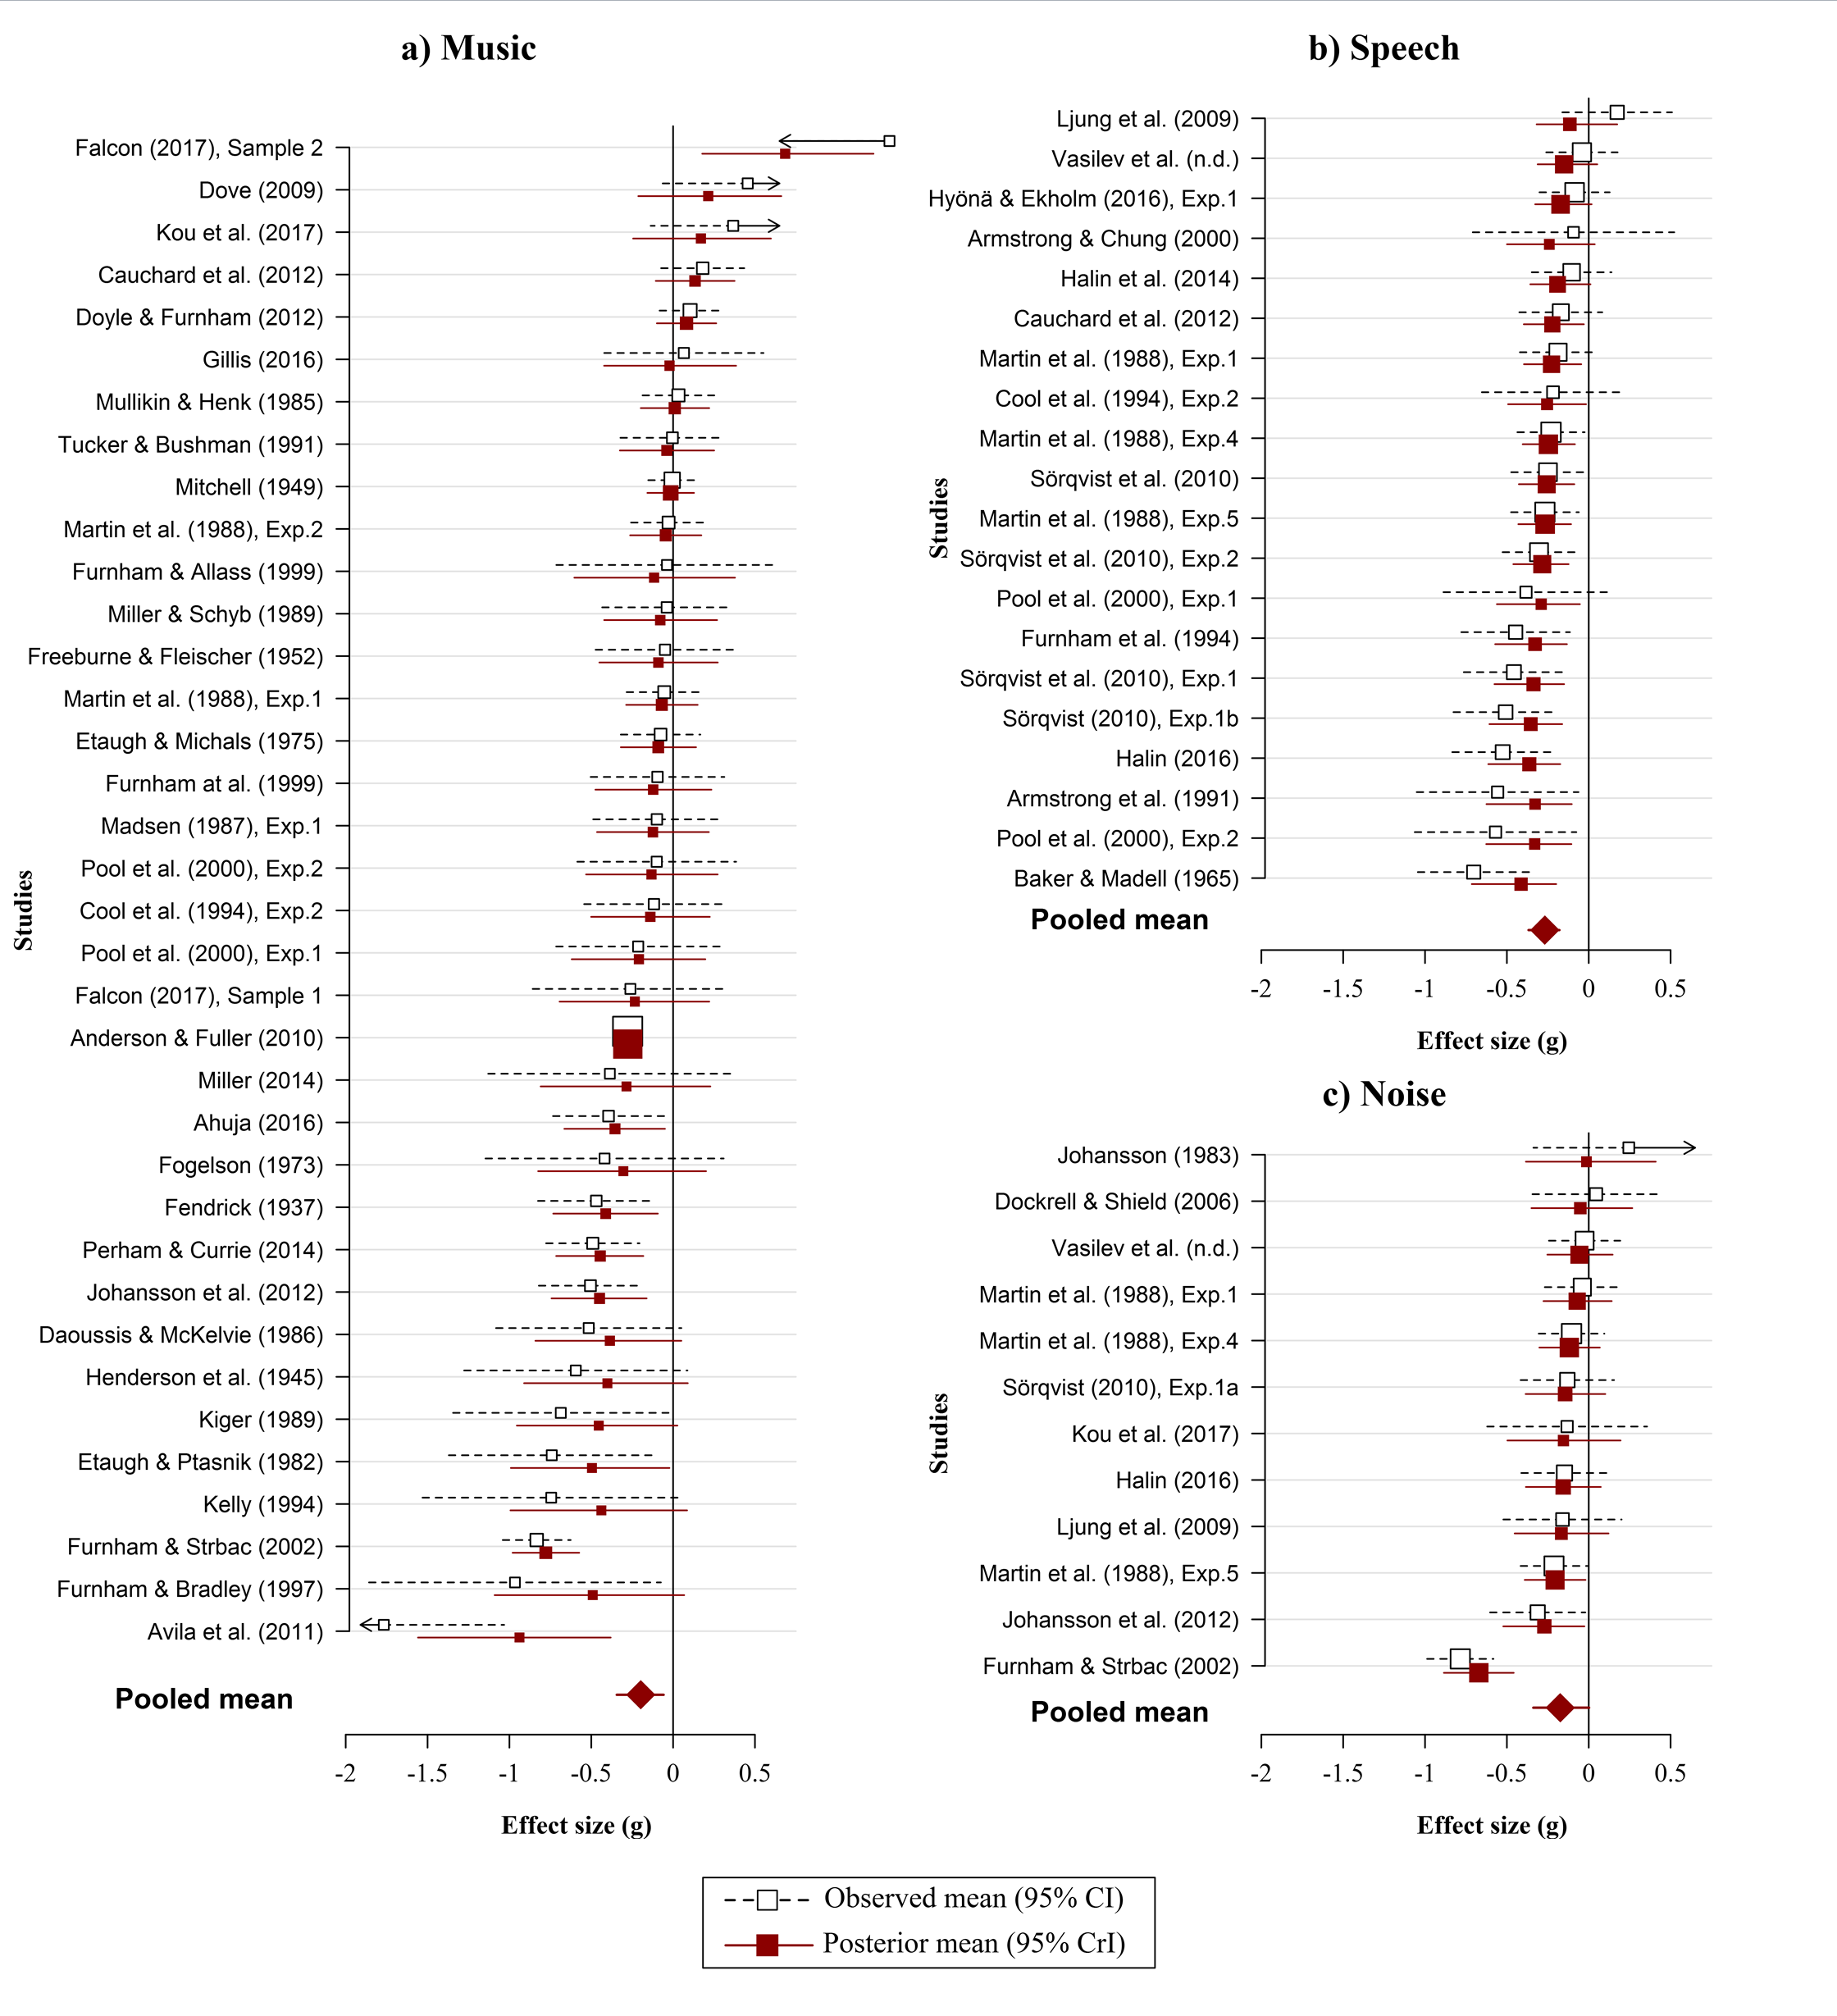 a) Music
Studies
Falcon (2017), Sample 2
Dove (2009)
Kou et al. (2017)
Cauchard et al. (2012)
Doyle & Furnham (2012)
Gillis (2016)
Mullikin & Henk (1985)
Tucker & Bushman (1991)
Mitchell (1949)
Martin et al. (1988), Exp.2
Furnham & Allass (1999)
Miller & Schyb (1989)
Freeburne & Fleischer (1952)
Martin et al. (1988), Exp.1
Etaugh & Michals (1975)
Furnham at al. (1999)
Madsen (1987), Exp.1
Pool et al. (2000), Exp.2
Cool et al. (1994), Exp.2
Pool et al. (2000), Exp.1
Falcon (2017), Sample 1
Anderson & Fuller (2010)
Miller (2014)
Ahuja (2016)
Fogelson (1973)
Fendrick (1937)
Perham & Currie (2014)
Johansson et al. (2012)
Daoussis & McKelvie (1986)
Henderson et al. (1945)
Kiger (1989)
Etaugh & Ptasnik (1982)
Kelly (1994)
Furnham & Strbac (2002)
Furnham & Bradley (1997)
Avila et al. (2011)
Pooled mean
-2 -1.5 -1 -0.5 0 0.5
Effect size (g)
b) Speech
Studies
Ljung et al. (2009)
Vasilev et al. (n.d.)
Hyönä & Ekholm (2016), Exp.1
Armstrong & Chung (2000)
Halin et al. (2014)
Cauchard et al. (2012)
Martin et al. (1988), Exp.1
Cool et al. (1994), Exp.2
Martin et al. (1988), Exp.4
Sörqvist et al. (2010)
Martin et al. (1988), Exp.5
Sörqvist et al. (2010), Exp.2
Pool et al. (2000), Exp.1
Furnham et al. (1994)
Sörqvist et al. (2010), Exp.1
Sörqvist (2010), Exp.1b
Halin (2016)
Armstrong et al. (1991)
Pool et al. (2000), Exp.2
Baker & Madell (1965)
Pooled mean
-2 -1.5 -1 -0.5 0 0.5
Effect size (g)
c) Noise
Studies
Johansson (1983)
Dockrell & Shield (2006)
Vasilev et al. (n.d.)
Martin et al. (1988), Exp.1
Martin et al. (1988), Exp.4
Sörqvist (2010), Exp.1a
Kou et al. (2017)
Halin (2016)
Ljung et al. (2009)
Martin et al. (1988), Exp.5
Johansson et al. (2012)
Furnham & Strbac (2002)
Pooled mean
-2 -1.5 -1 -0.5 0 0.5
Effect size (g)
Observed mean (95% CI)
Posterior mean (95% CrI)